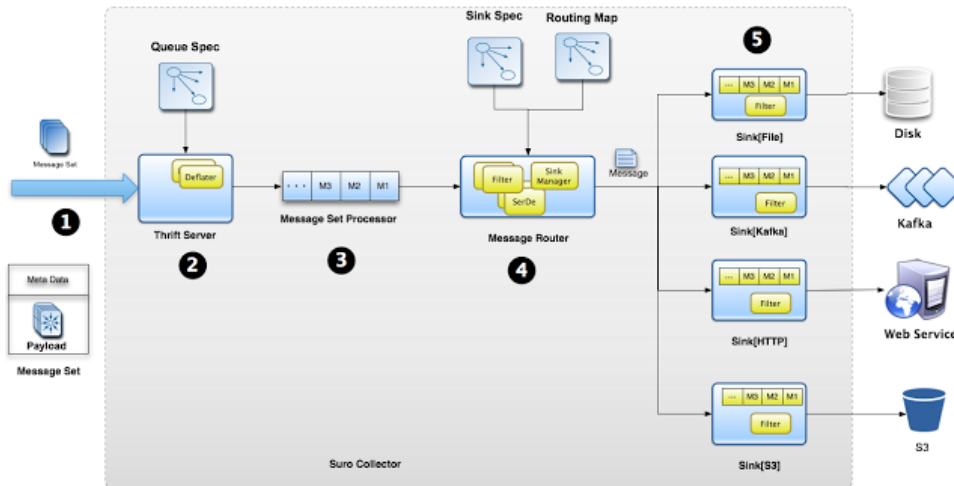 Sink Spec
Routing Map
Queue Spec
5
... M3 M2 M1
Filter
Sink[File]
Disk
Message Set
Deflater
1
Thrift Server
2
... M3 M2 M1
Message Set Processor
3
Filter
Sink
Manager
SerDe
Message Router
4
Message
... M3 M2 M1
Filter
Sink[Kafka]
Kafka
... M3 M2 M1
Filter
Sink[HTTP]
Web Service
Meta Data
Payload
Message Set
... M3 M2 M1
Filter
Sink[S3]
S3
Suro Collector